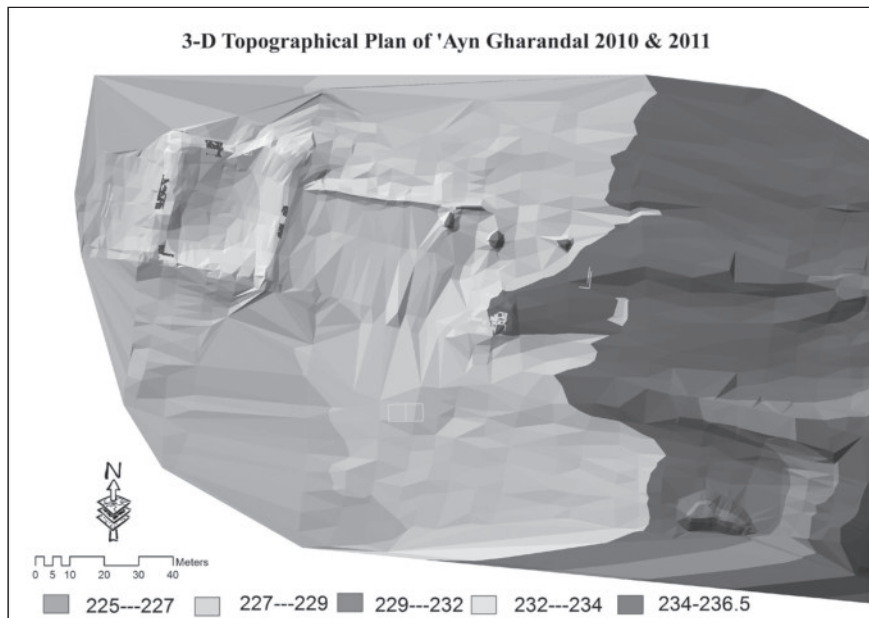 3-D Topographical Plan of 'Ayn Gharandal 2010 & 2011
N
Meters
0 5 10 20 30 40
225---227 227---229 229---232 232---234 234-236.5